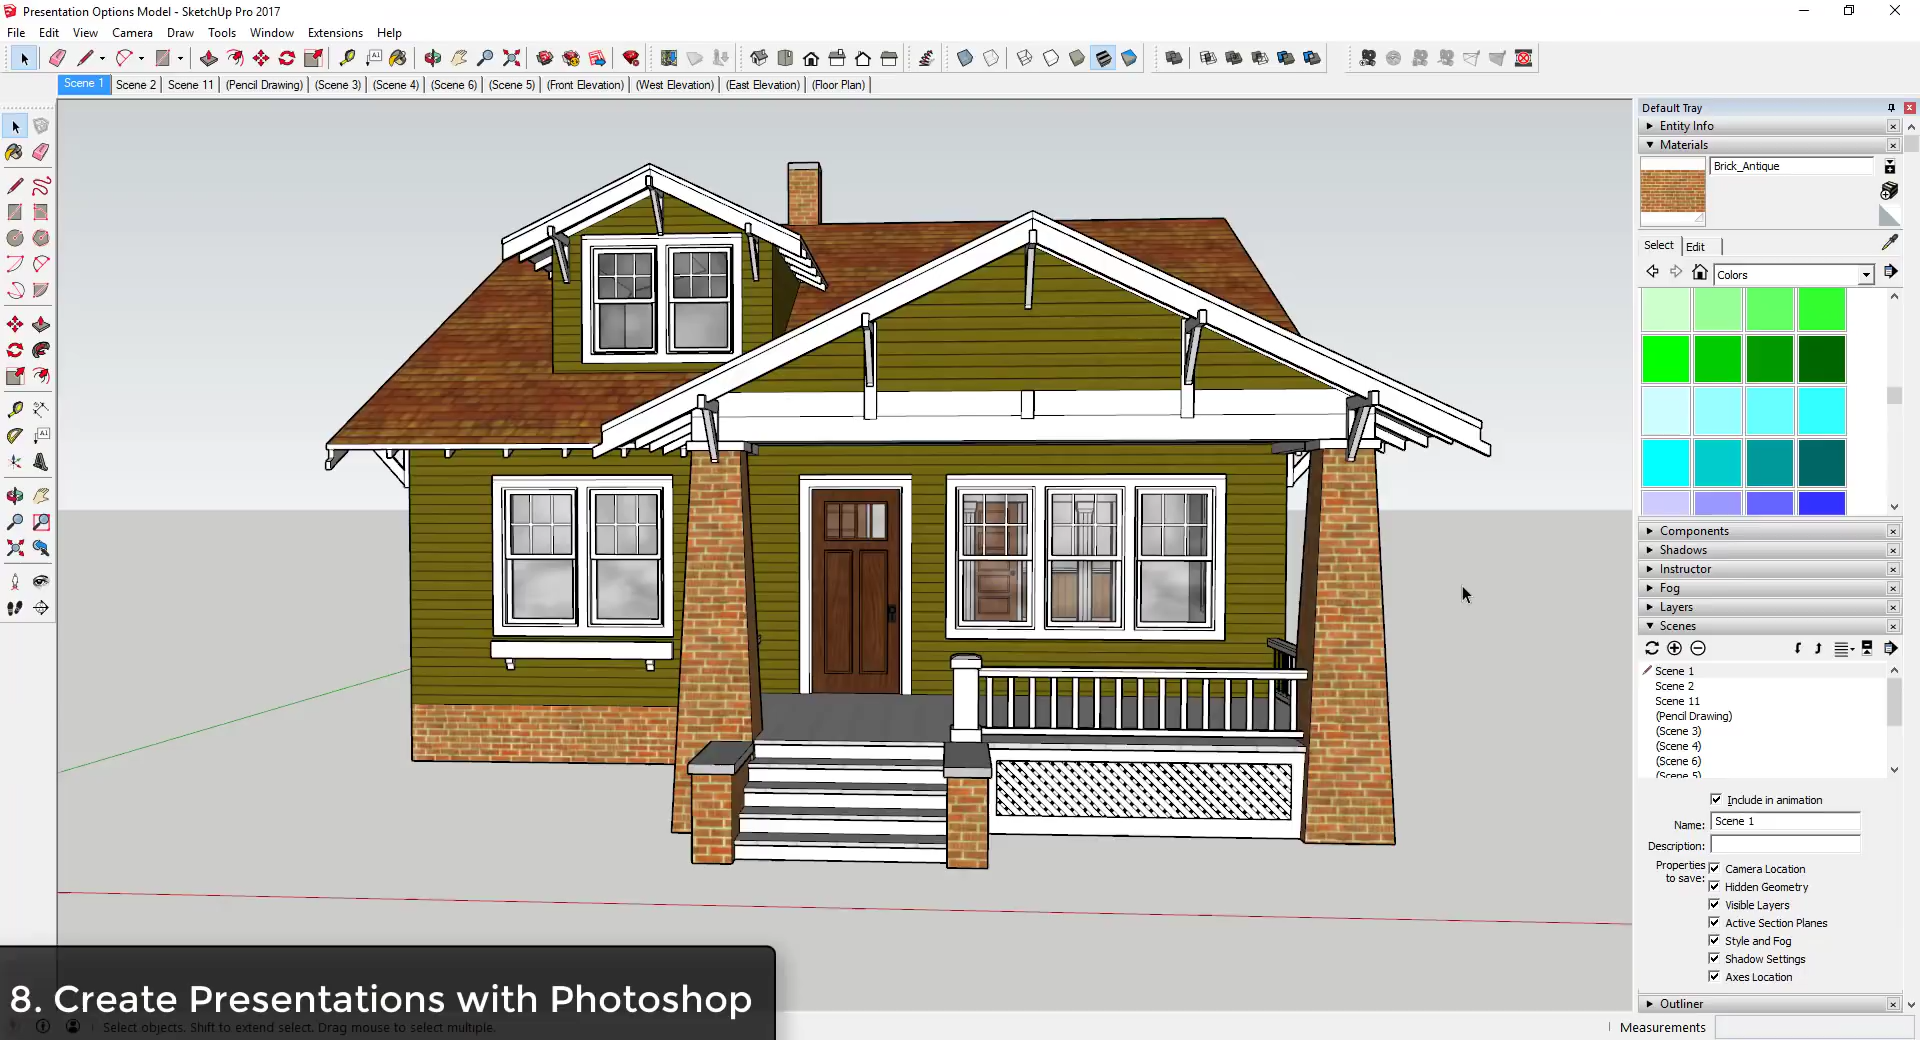 Presentation Options Model - SketchUp Pro 2017
File Edit View Camera Draw Tools Window Extensions Help
Scene 1 Scene 2 Scene 11 (Pencil Drawing) (Scene 3) (Scene 4) (Scene 6) (Scene 5) (Front Elevation) (West Elevation) (East Elevation) (Floor Plan)
Default Tray
Entity Info
Materials
Brick_Antique
Select Edit
Colors
Components
Shadows
Instructor
Fog
Layers
Scenes
Scene 1
Scene 2
Scene 11
(Pencil Drawing)
(Scene 3)
(Scene 4)
(Scene 6)
(Scene 5)
Include in animation
Name: Scene 1
Description:
Properties to save:
Camera Location
Hidden Geometry
Visible Layers
Active Section Planes
Style and Fog
Shadow Settings
Axes Location
Outliner
8. Create Presentations with Photoshop
Select objects. Shift to extend select. Drag mouse to select multiple.
Measurements